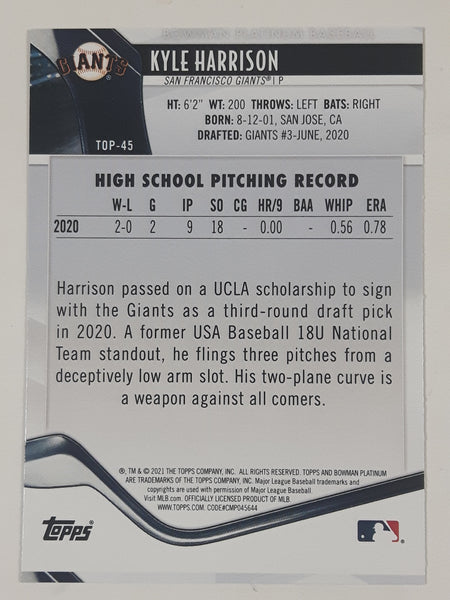 BOWMAN PLATINUM BASEBALL
GIANTS
KYLE HARRISON
SAN FRANCISCO GIANTS® | P
TOP-45
HT: 6'2" WT: 200 THROWS: LEFT BATS: RIGHT
BORN: 8-12-01, SAN JOSE, CA
DRAFTED: GIANTS #3-JUNE, 2020
HIGH SCHOOL PITCHING RECORD
W-L G IP SO CG HR/9 BAA WHIP ERA
2020 2-0 2 9 18 - 0.00 - 0.56 0.78
Harrison passed on a UCLA scholarship to sign
with the Giants as a third-round draft pick
in 2020. A former USA Baseball 18U National
Team standout, he flings three pitches from a
deceptively low arm slot. His two-plane curve is
a weapon against all comers.
®, TM & © 2021 THE TOPPS COMPANY, INC. ALL RIGHTS RESERVED. TOPPS AND BOWMAN PLATINUM
ARE TRADEMARKS OF THE TOPPS COMPANY, INC. Major League Baseball trademarks and
copyrights are used with permission of Major League Baseball.
Visit MLB.com. OFFICIALLY LICENSED PRODUCT OF MLB.
WWW.TOPPS.COM. CODE#CMP045644
TOPPS